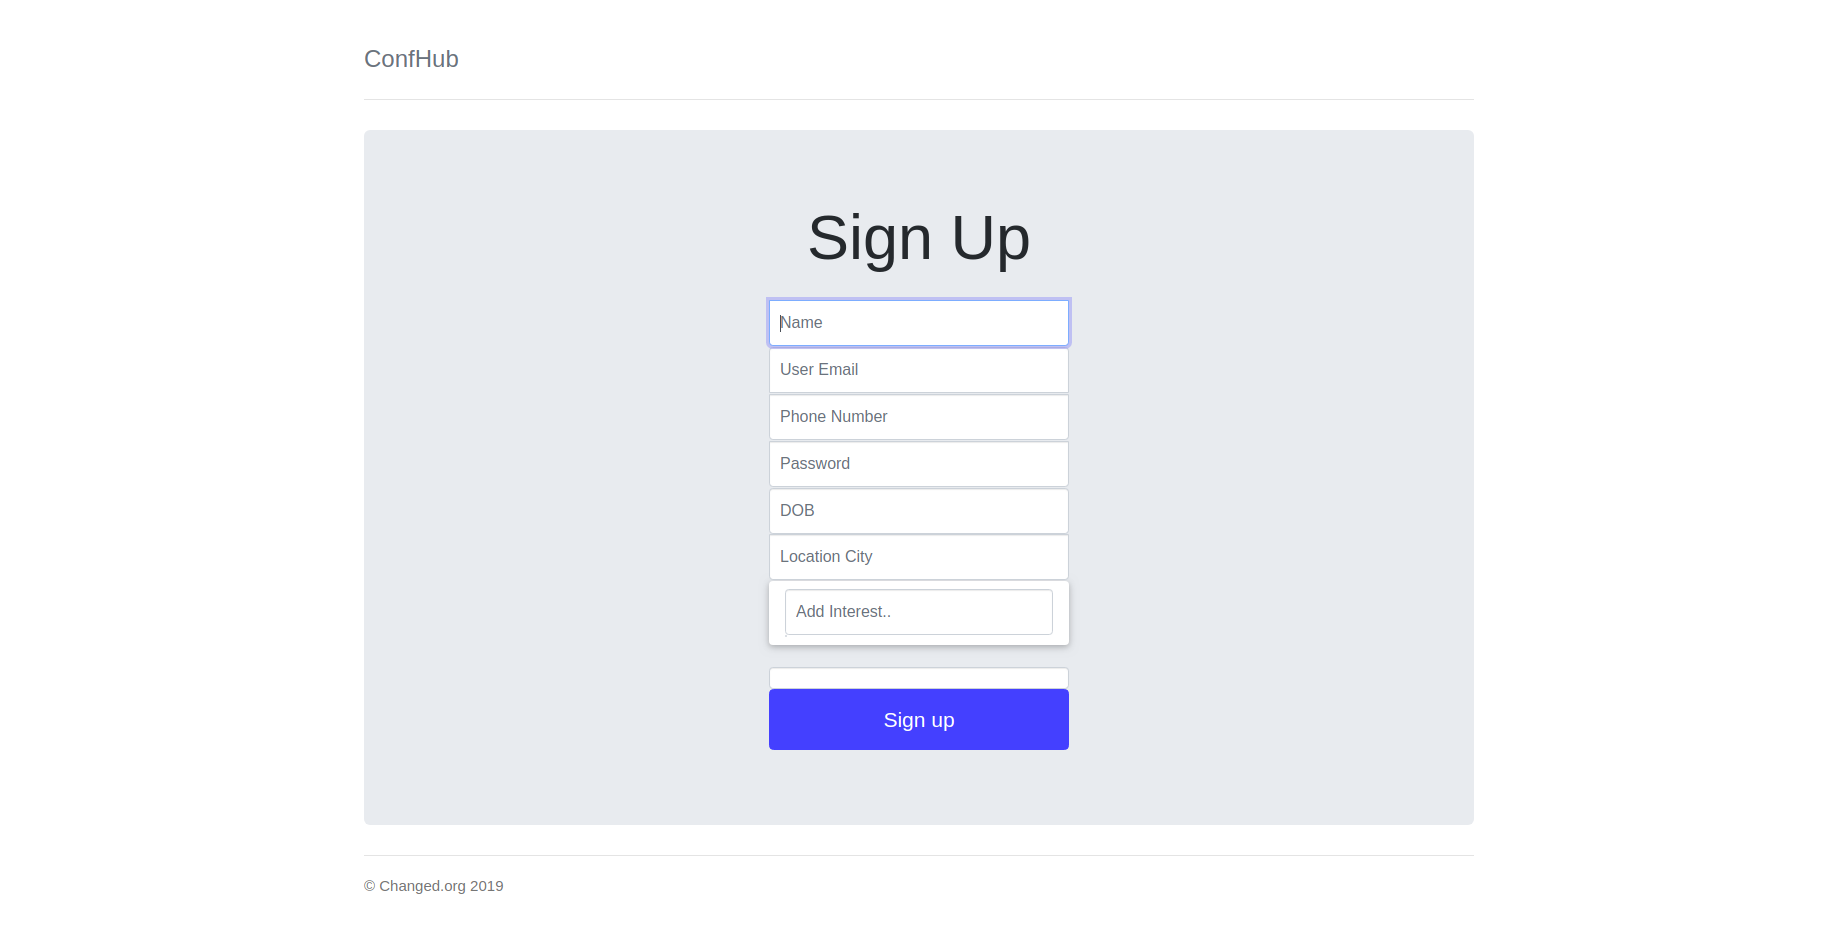 ConfHub
Sign Up
Name
User Email
Phone Number
Password
DOB
Location City
Add Interest..
Sign up
© Changed.org 2019